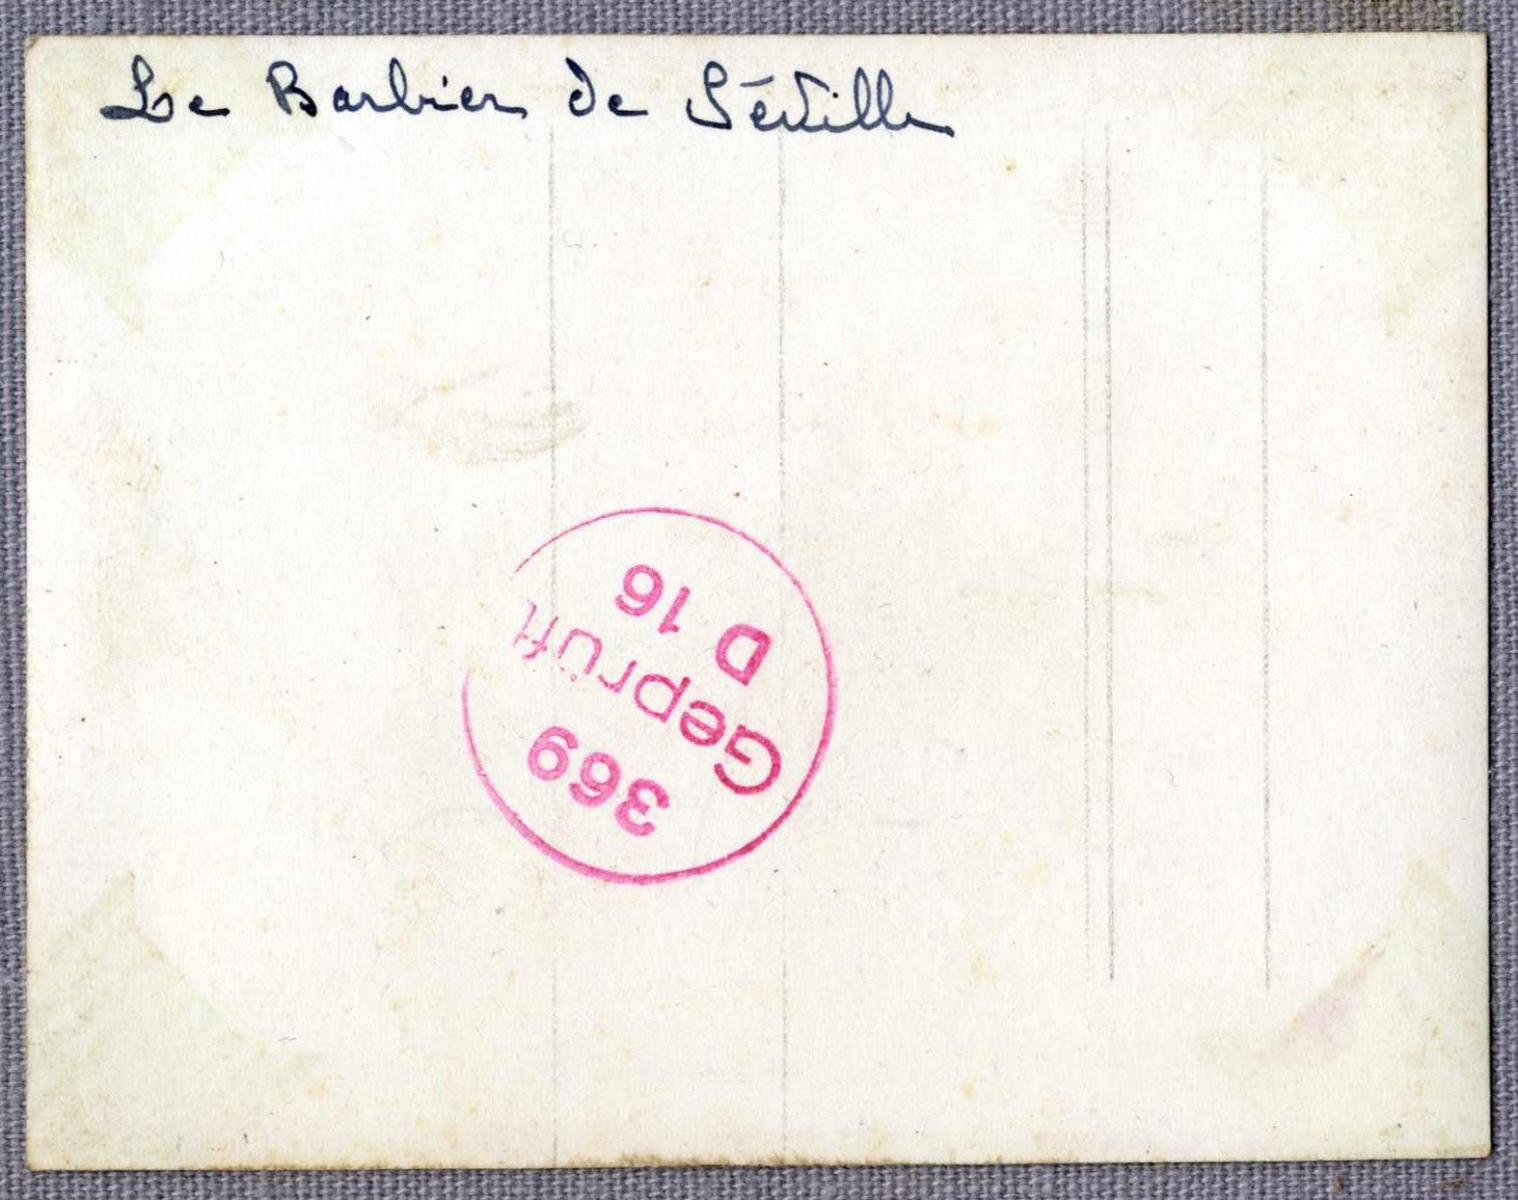 Le Barbier de Séville
369
Geprüft
D 16